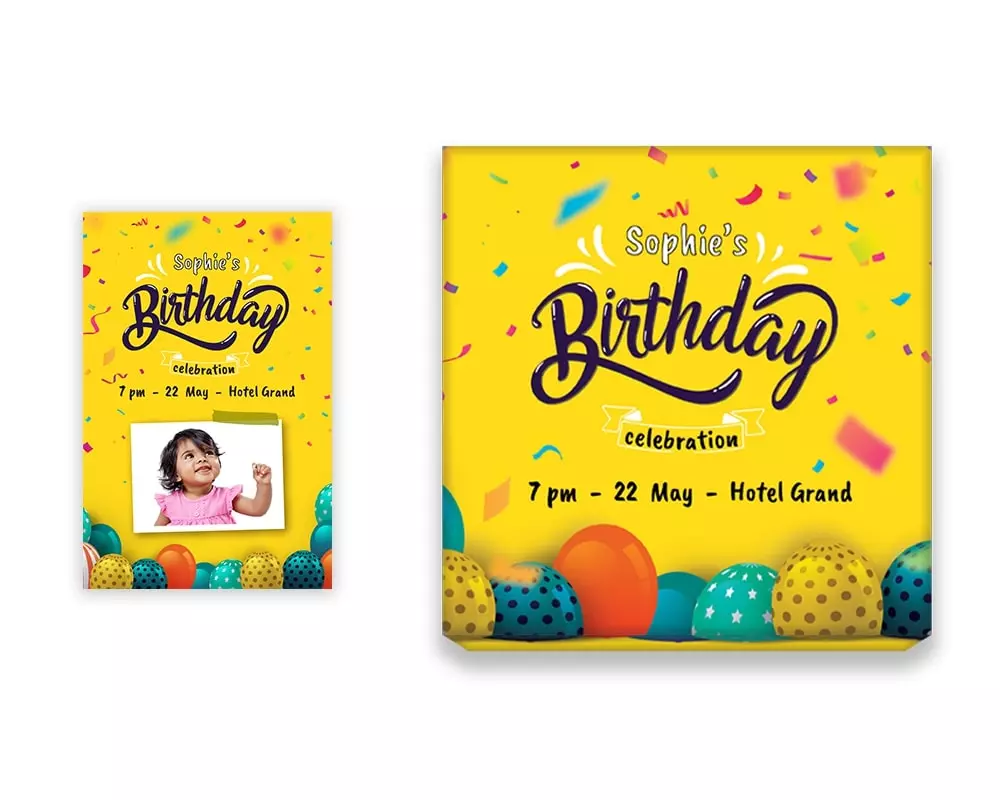 Sophie's
Birthday
celebration
7 pm - 22 May - Hotel Grand
Sophie's
Birthday
celebration
7 pm - 22 May - Hotel Grand